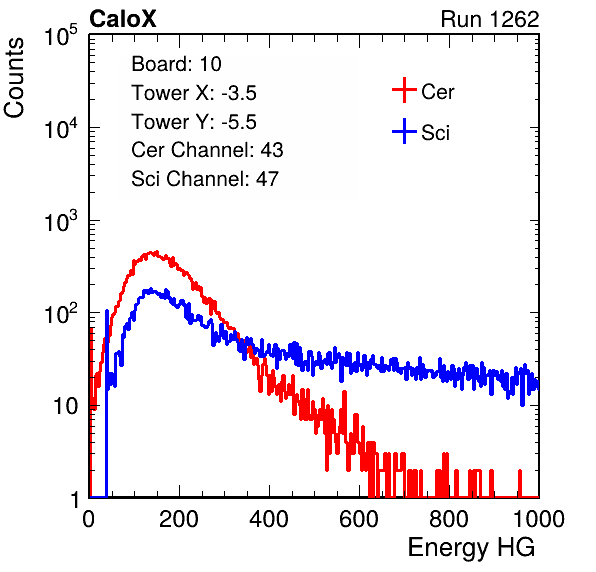 CaloX Run 1262
Counts
Board: 10
Tower X: -3.5
Tower Y: -5.5
Cer Channel: 43
Sci Channel: 47
Cer
Sci
10^5
10^4
10^3
10^2
10
1
0 200 400 600 800 1000
Energy HG